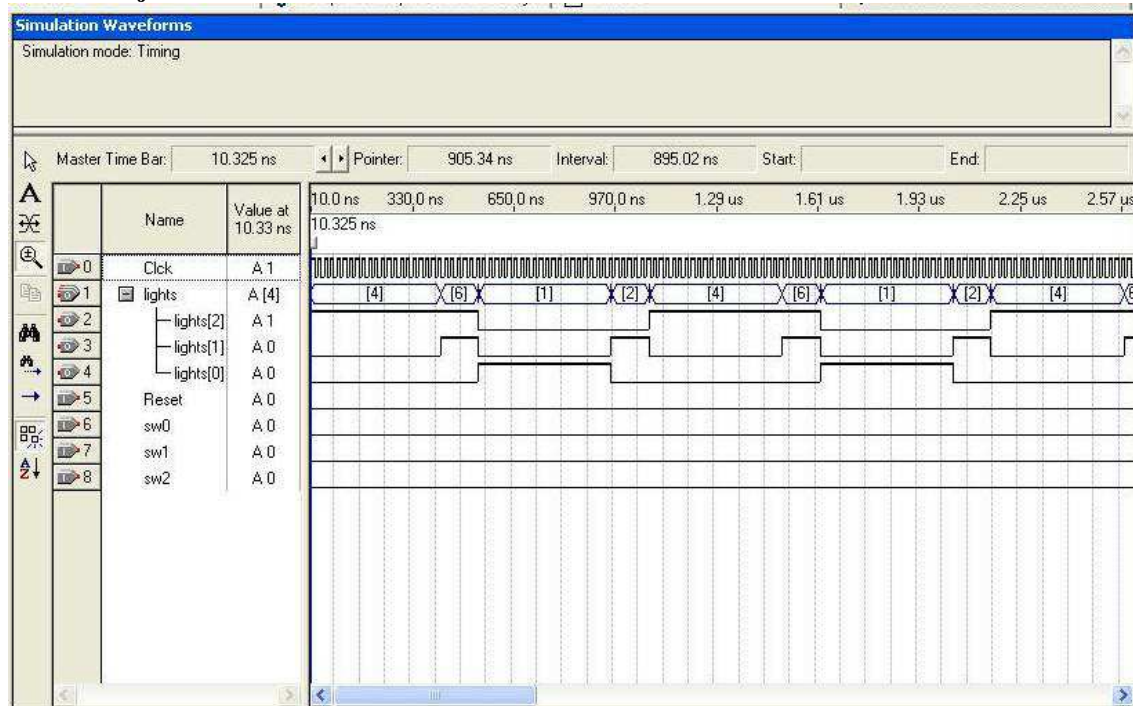 Simulation Waveforms
Simulation mode: Timing
Master Time Bar: 10.325 ns Pointer: 905.34 ns Interval: 895.02 ns Start: End:
Name Value at 10.33 ns
10.0 ns 330.0 ns 650.0 ns 970.0 ns 1.29 us 1.61 us 1.93 us 2.25 us 2.57 us
10.325 ns
0 Clck A 1
1 lights A [4] [4] [6] [1] [2] [4] [6] [1] [2] [4]
2 lights[2] A 1
3 lights[1] A 0
4 lights[0] A 0
5 Reset A 0
6 sw0 A 0
7 sw1 A 0
8 sw2 A 0
A
A
Z